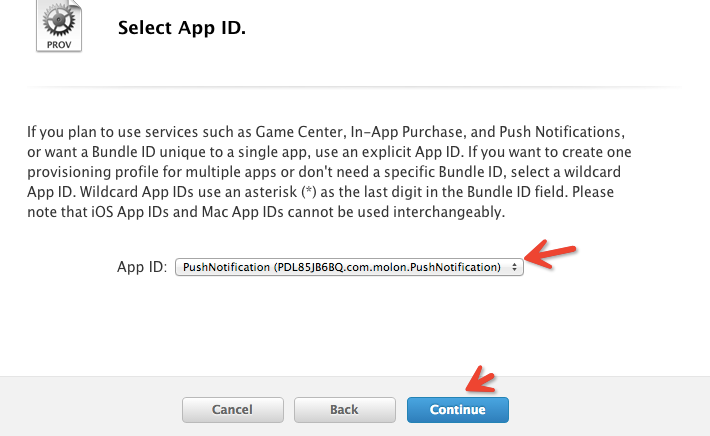 PROV
Select App ID.
If you plan to use services such as Game Center, In-App Purchase, and Push Notifications,
or want a Bundle ID unique to a single app, use an explicit App ID. If you want to create one
provisioning profile for multiple apps or don't need a specific Bundle ID, select a wildcard
App ID. Wildcard App IDs use an asterisk (*) as the last digit in the Bundle ID field. Please
note that iOS App IDs and Mac App IDs cannot be used interchangeably.
App ID: PushNotification (PDL85JB6BQ.com.molon.PushNotification)
Cancel Back Continue